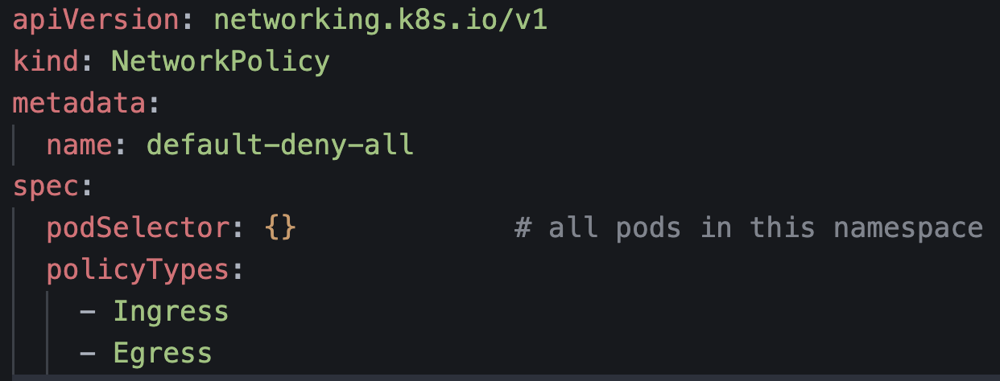 apiVersion: networking.k8s.io/v1
kind: NetworkPolicy
metadata:
  name: default-deny-all
spec:
  podSelector: {}             # all pods in this namespace
  policyTypes:
    - Ingress
    - Egress